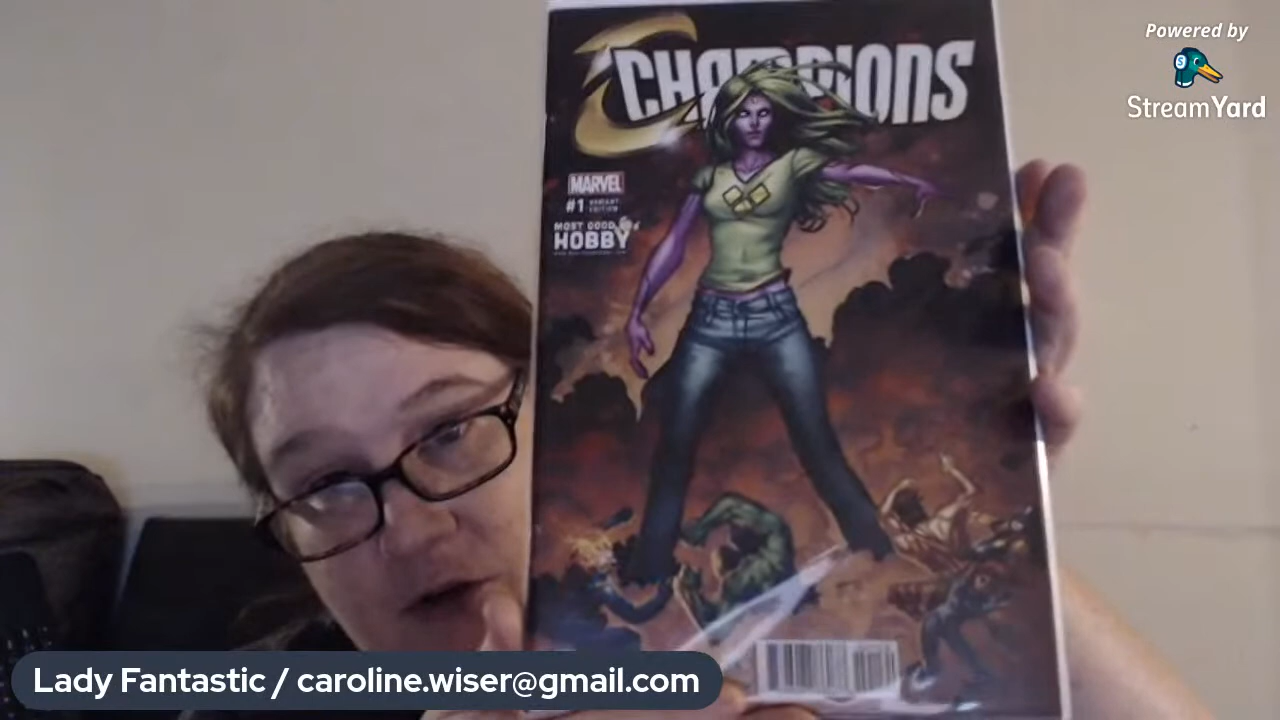 Powered by
StreamYard
CHAMPIONS
MARVEL
#1 VARIANT
EDITION
MOST GOOD
HOBBY
Lady Fantastic / caroline.wiser@gmail.com